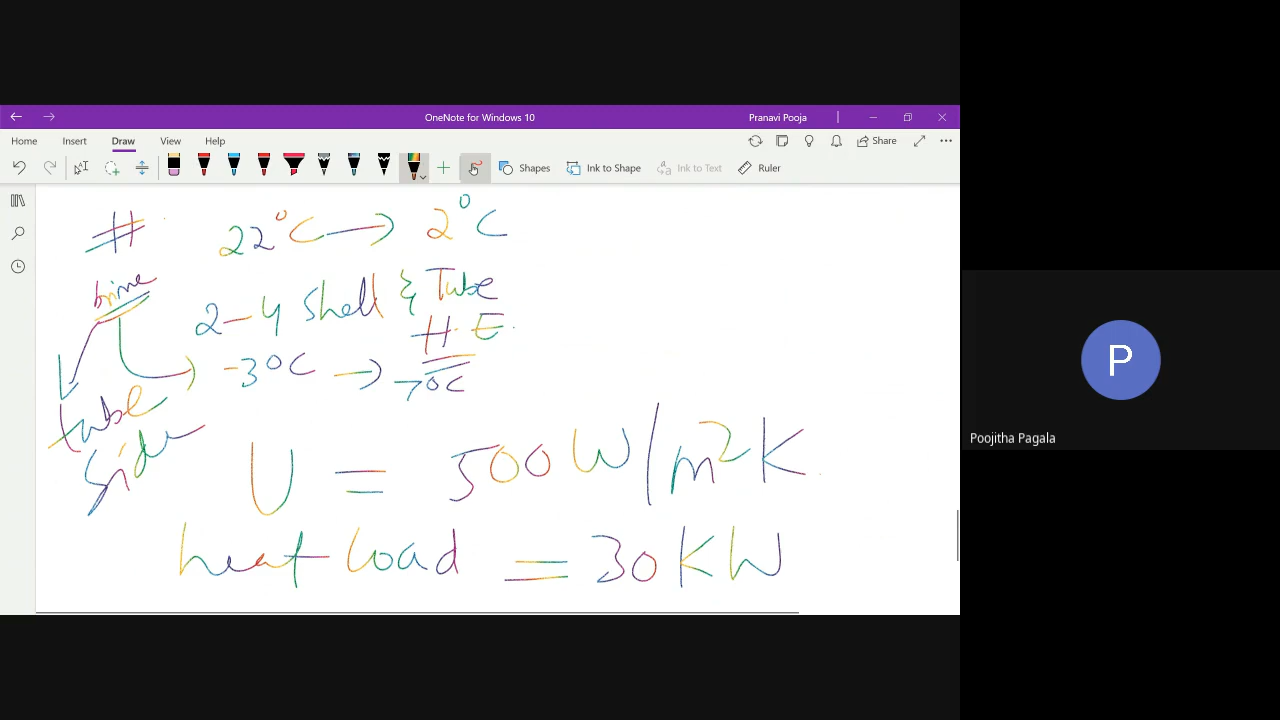 OneNote for Windows 10
Pranavi Pooja
Home Insert Draw View Help
Share
Shapes Ink to Shape Ink to Text Ruler
# 22°C → 2°C
brine
2-4 Shell & Tube
H.E
-3°C → 7°C
tube
side
U = 500 W/m²K
heat load = 30 KW
P
Poojitha Pagala